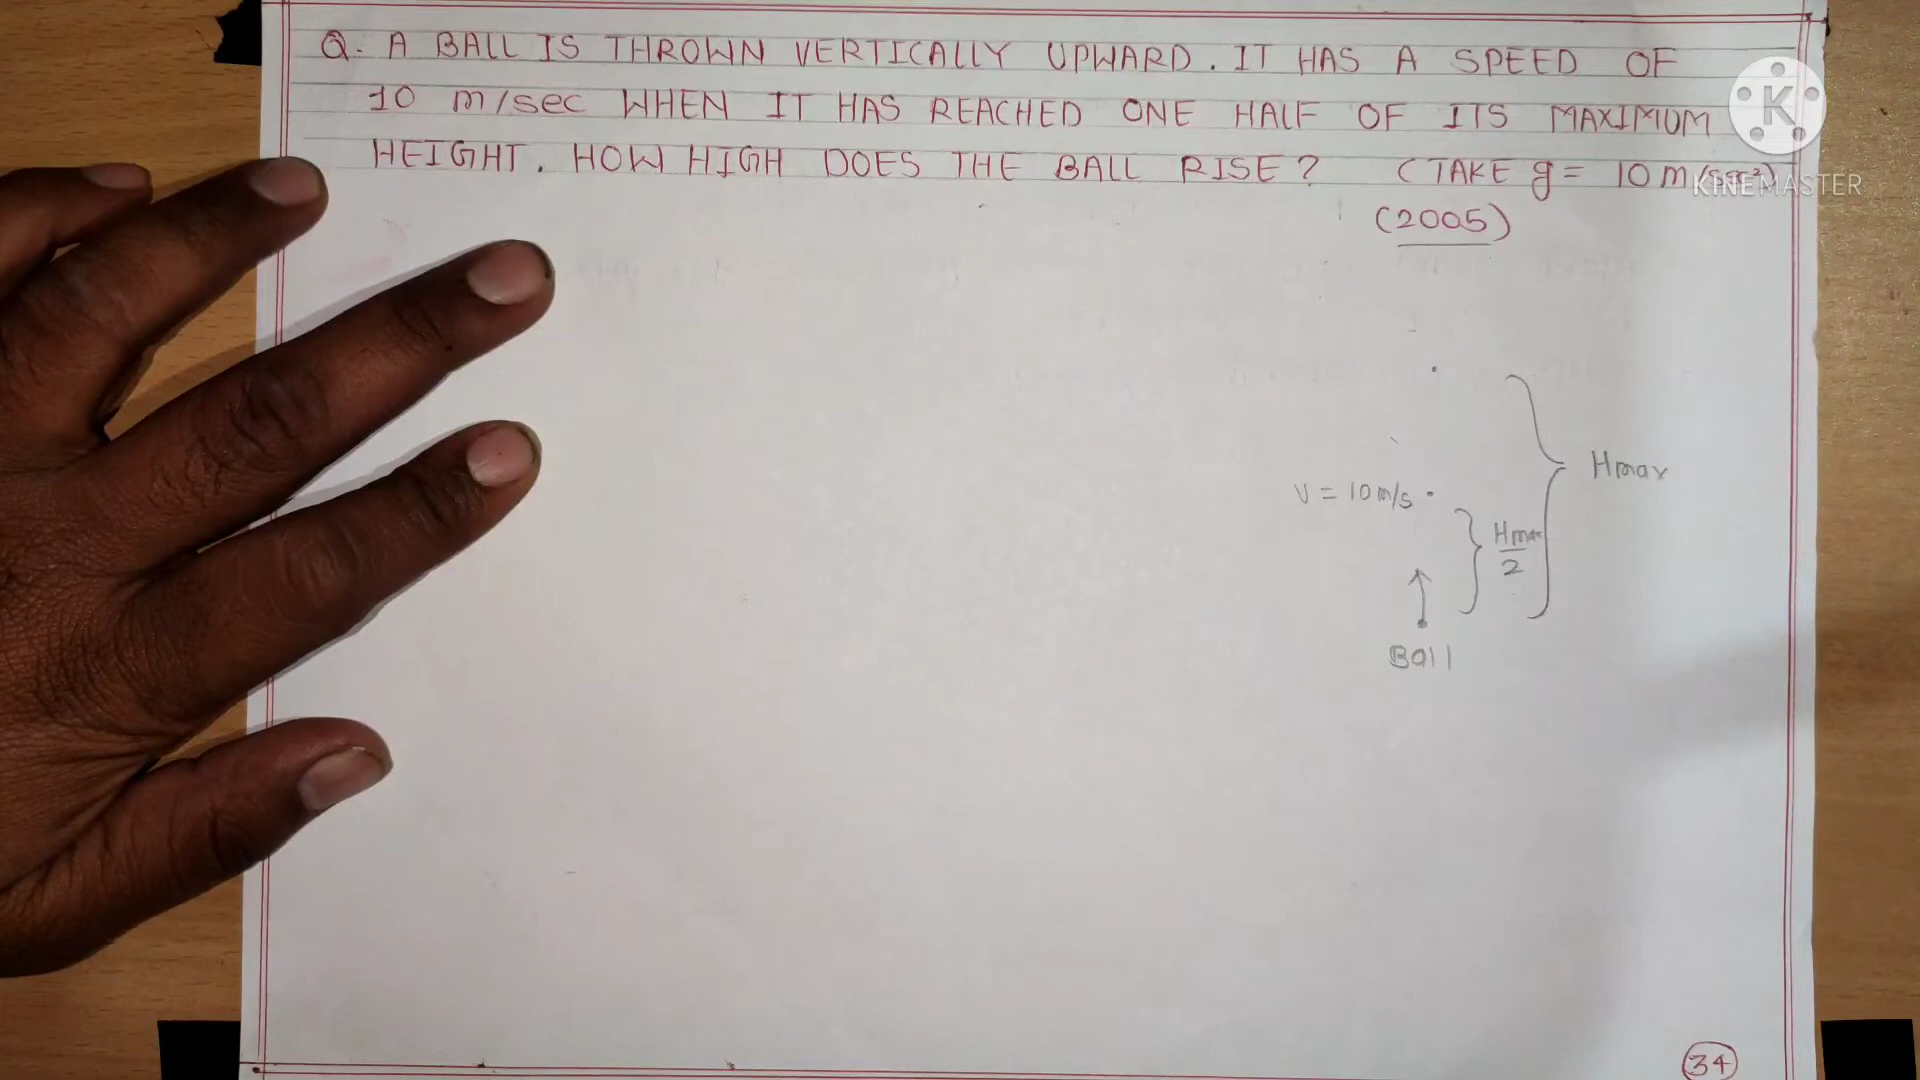 Q. A BALL IS THROWN VERTICALLY UPWARD. IT HAS A SPEED OF
10 m/sec WHEN IT HAS REACHED ONE HALF OF ITS MAXIMUM
HEIGHT. HOW HIGH DOES THE BALL RISE? (TAKE g = 10 m/sec²)
KINEMASTER
(2005)
Hmax
V = 10 m/s
Hmax
2
Ball
34
K